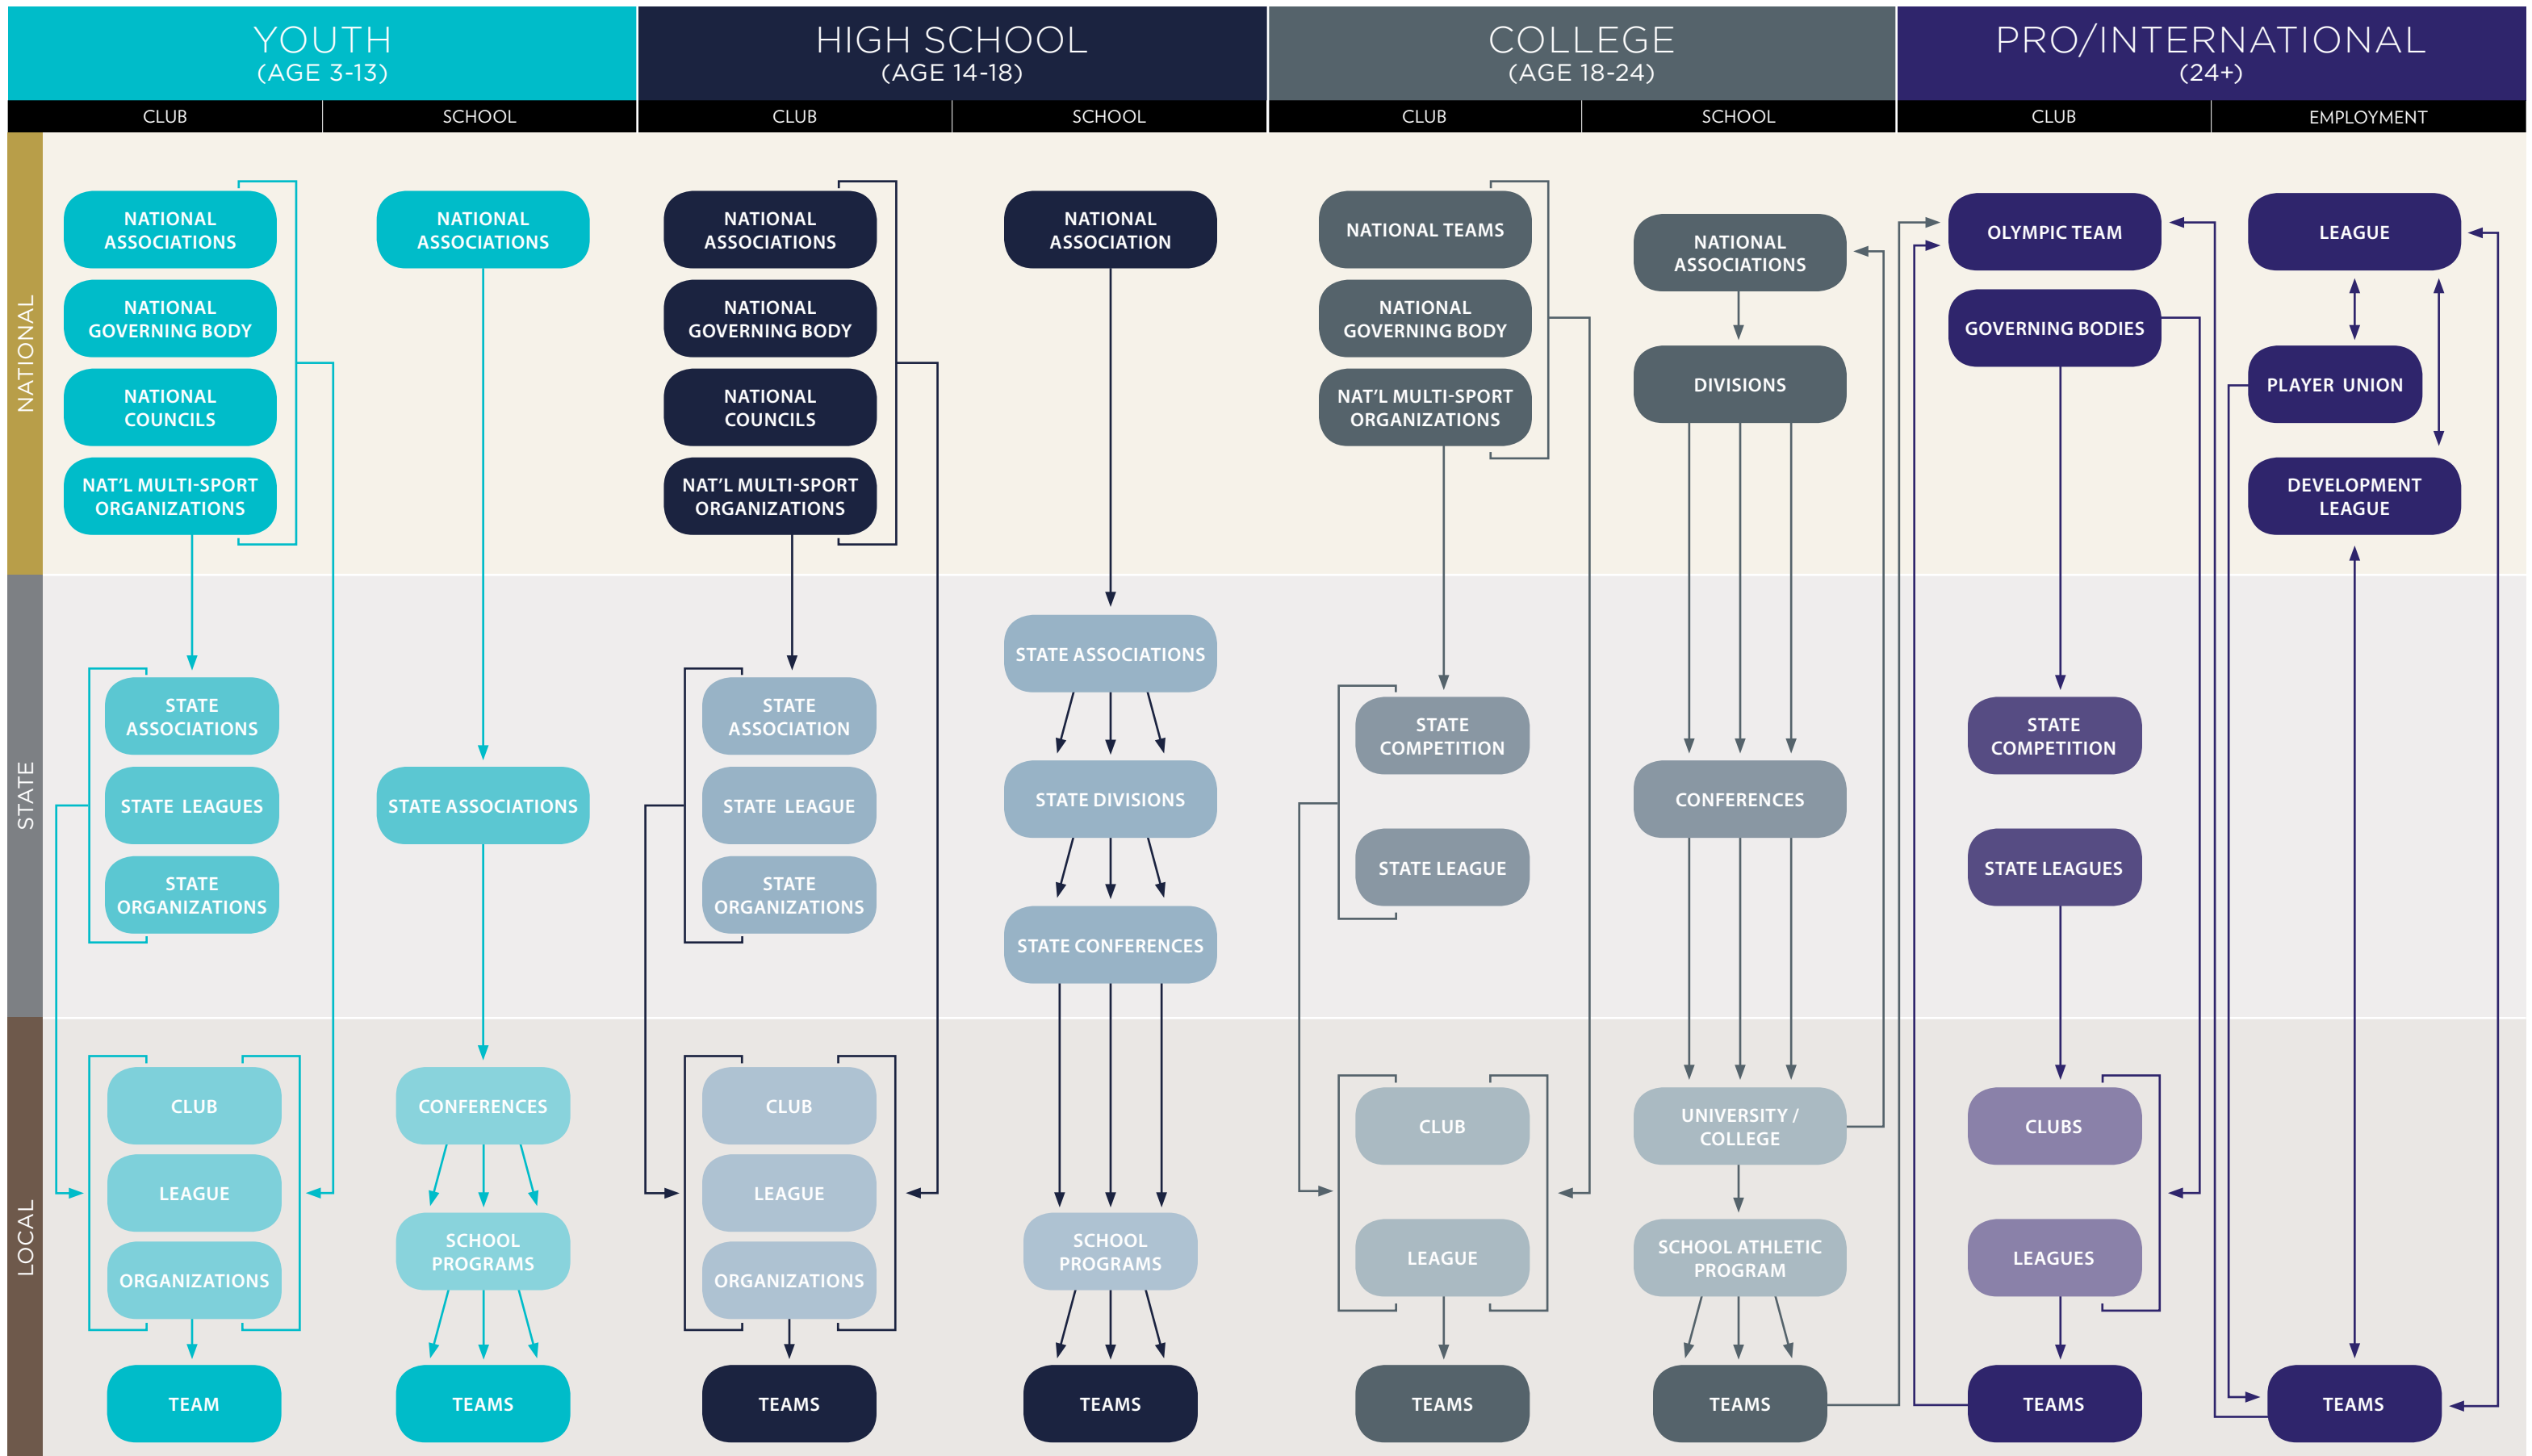 YOUTH
(AGE 3-13)
HIGH SCHOOL
(AGE 14-18)
COLLEGE
(AGE 18-24)
PRO/INTERNATIONAL
(24+)
CLUB
SCHOOL
CLUB
SCHOOL
CLUB
SCHOOL
CLUB
EMPLOYMENT
NATIONAL
NATIONAL
ASSOCIATIONS
NATIONAL
GOVERNING BODY
NATIONAL
COUNCILS
NAT'L MULTI-SPORT
ORGANIZATIONS
NATIONAL
ASSOCIATIONS
NATIONAL
ASSOCIATIONS
NATIONAL
GOVERNING BODY
NATIONAL
COUNCILS
NAT'L MULTI-SPORT
ORGANIZATIONS
NATIONAL
ASSOCIATION
NATIONAL TEAMS
NATIONAL
GOVERNING BODY
NAT'L MULTI-SPORT
ORGANIZATIONS
NATIONAL
ASSOCIATIONS
DIVISIONS
OLYMPIC TEAM
GOVERNING BODIES
LEAGUE
PLAYER UNION
DEVELOPMENT
LEAGUE
STATE
STATE
ASSOCIATIONS
STATE LEAGUES
STATE
ORGANIZATIONS
STATE ASSOCIATIONS
STATE
ASSOCIATION
STATE LEAGUE
STATE
ORGANIZATIONS
STATE ASSOCIATIONS
STATE DIVISIONS
STATE CONFERENCES
STATE
COMPETITION
STATE LEAGUE
CONFERENCES
STATE
COMPETITION
STATE LEAGUES
LOCAL
CLUB
LEAGUE
ORGANIZATIONS
TEAM
CONFERENCES
SCHOOL
PROGRAMS
TEAMS
CLUB
LEAGUE
ORGANIZATIONS
TEAMS
SCHOOL
PROGRAMS
TEAMS
CLUB
LEAGUE
TEAMS
UNIVERSITY /
COLLEGE
SCHOOL ATHLETIC
PROGRAM
TEAMS
CLUBS
LEAGUES
TEAMS
TEAMS